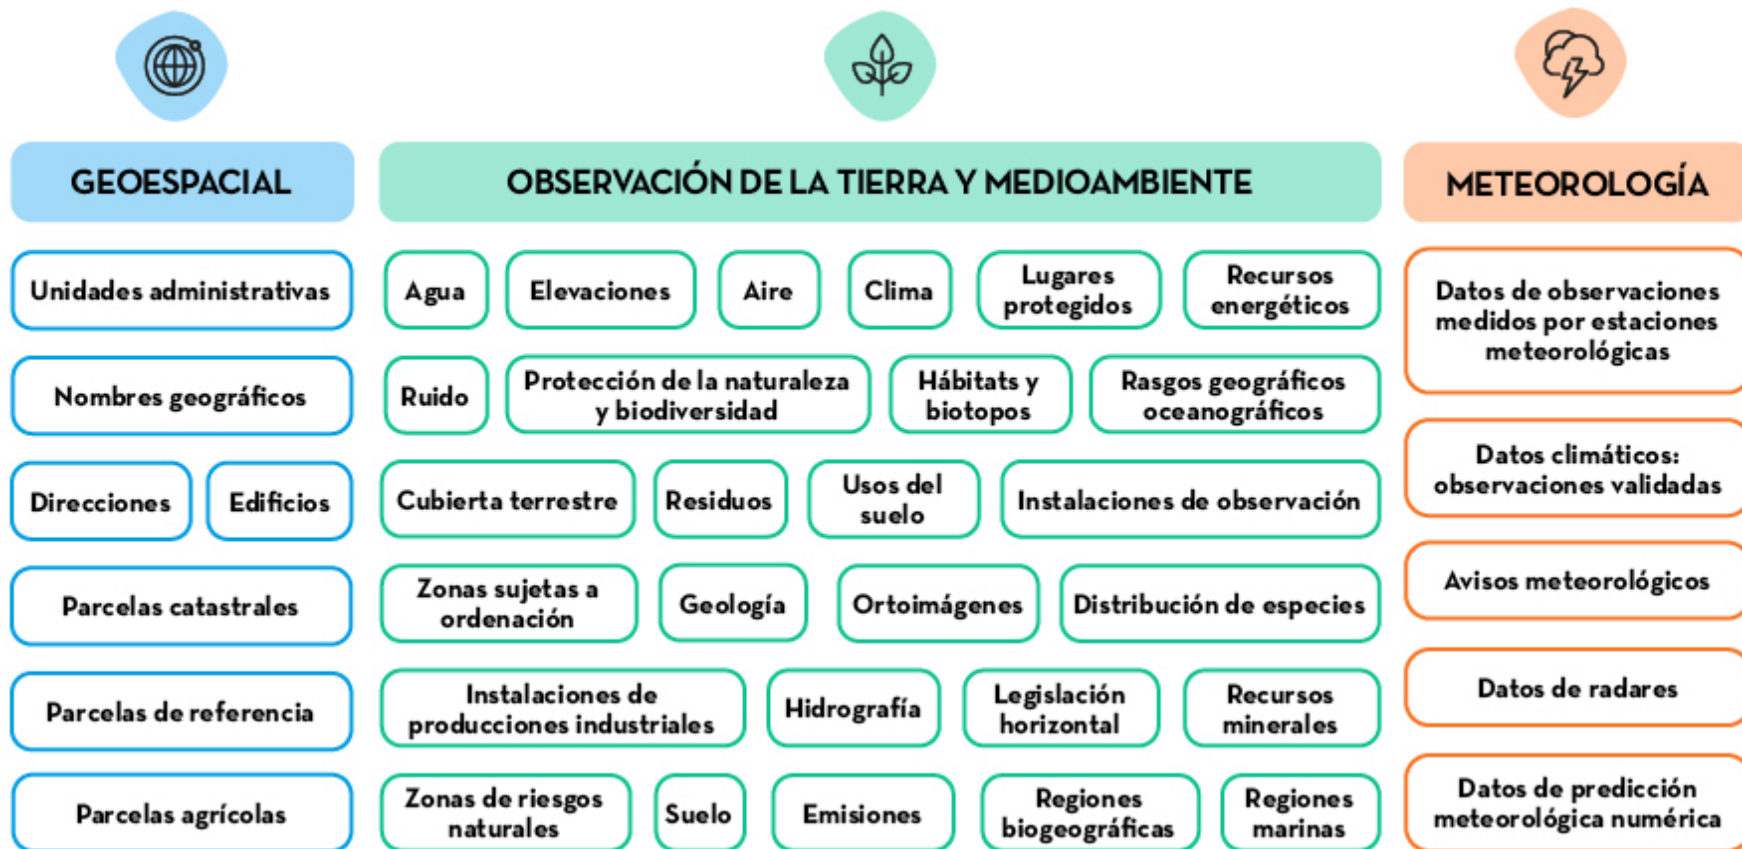 GEOESPACIAL
Unidades administrativas
Nombres geográficos
Direcciones
Edificios
Parcelas catastrales
Parcelas de referencia
Parcelas agrícolas
OBSERVACIÓN DE LA TIERRA Y MEDIOAMBIENTE
Agua
Elevaciones
Aire
Clima
Lugares
protegidos
Recursos
energéticos
Ruido
Protección de la naturaleza
y biodiversidad
Hábitats y
biotopos
Rasgos geográficos
oceanográficos
Cubierta terrestre
Residuos
Usos del
suelo
Instalaciones de observación
Zonas sujetas a
ordenación
Geología
Ortoimágenes
Distribución de especies
Instalaciones de
producciones industriales
Hidrografía
Legislación
horizontal
Recursos
minerales
Zonas de riesgos
naturales
Suelo
Emisiones
Regiones
biogeográficas
Regiones
marinas
METEOROLOGÍA
Datos de observaciones
medidos por estaciones
meteorológicas
Datos climáticos:
observaciones validadas
Avisos meteorológicos
Datos de radares
Datos de predicción
meteorológica numérica